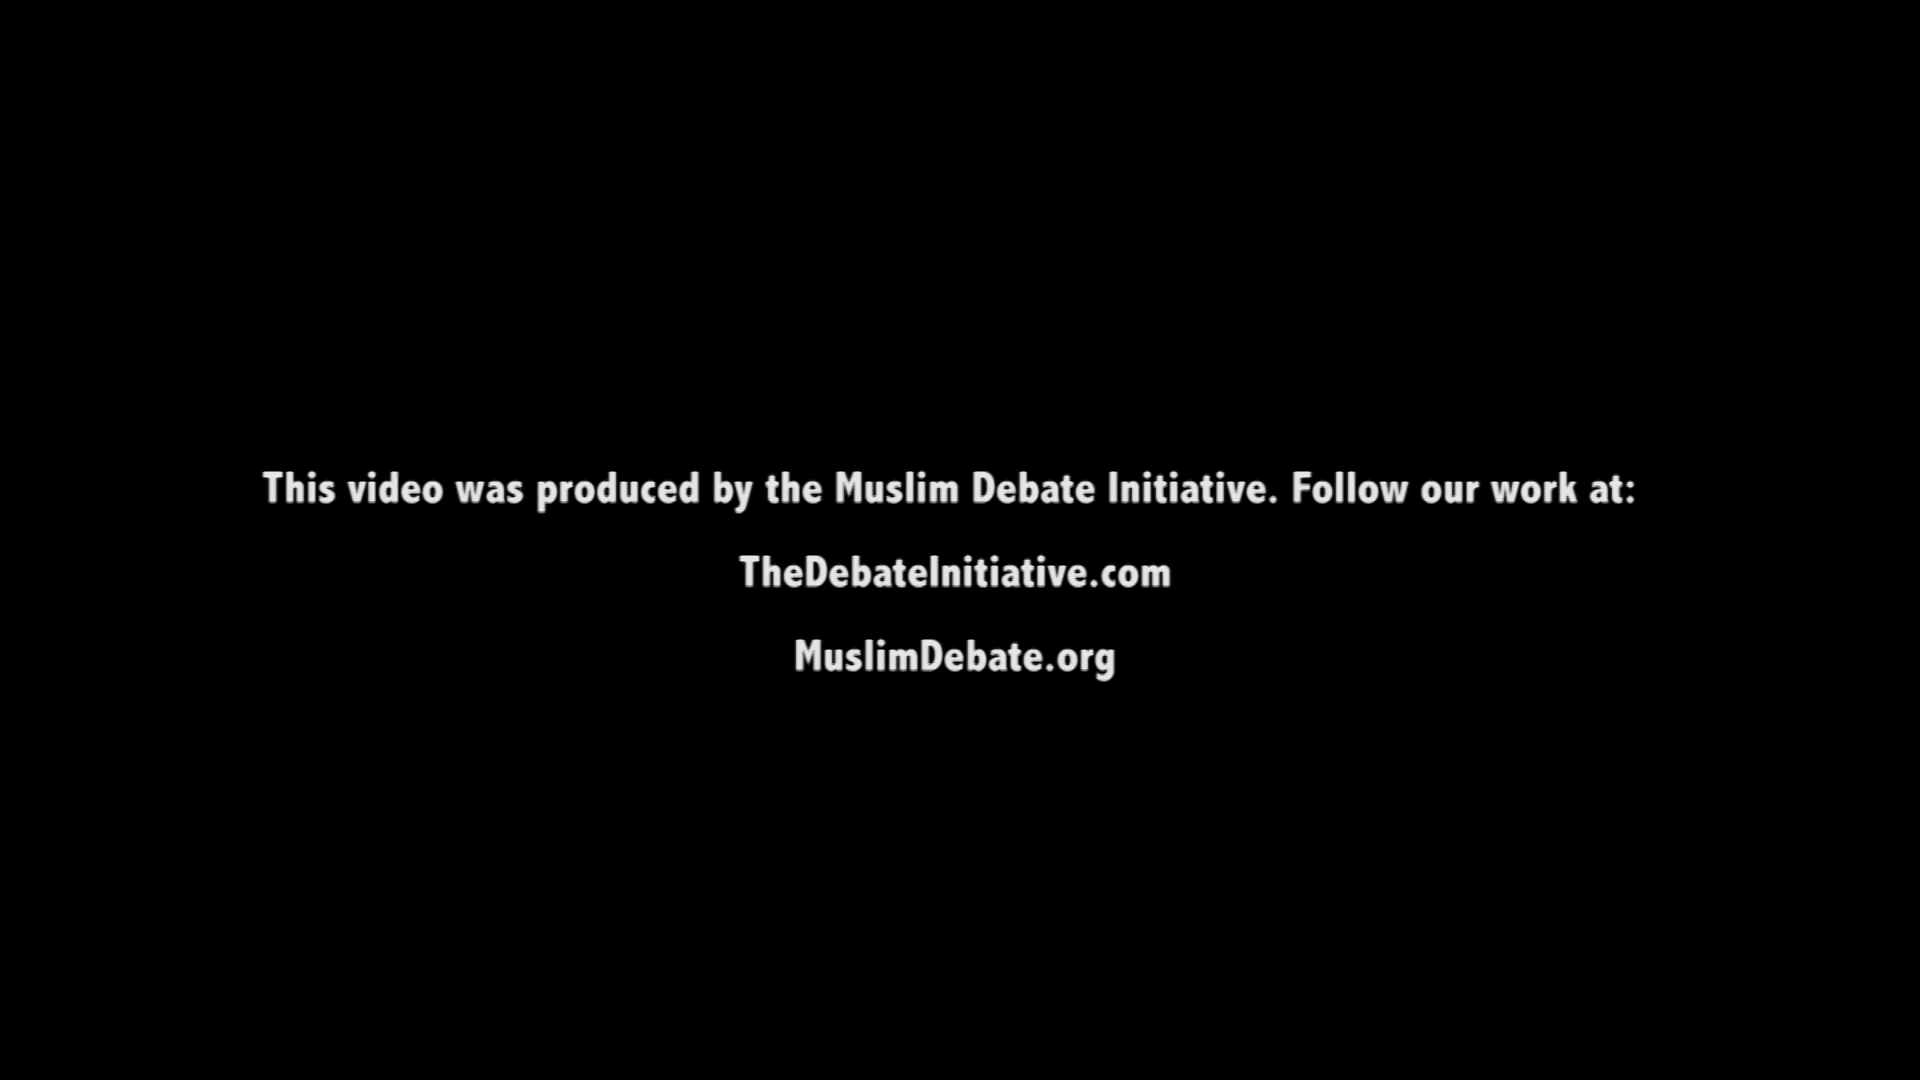 This video was produced by the Muslim Debate Initiative. Follow our work at:
TheDebateInitiative.com
MuslimDebate.org